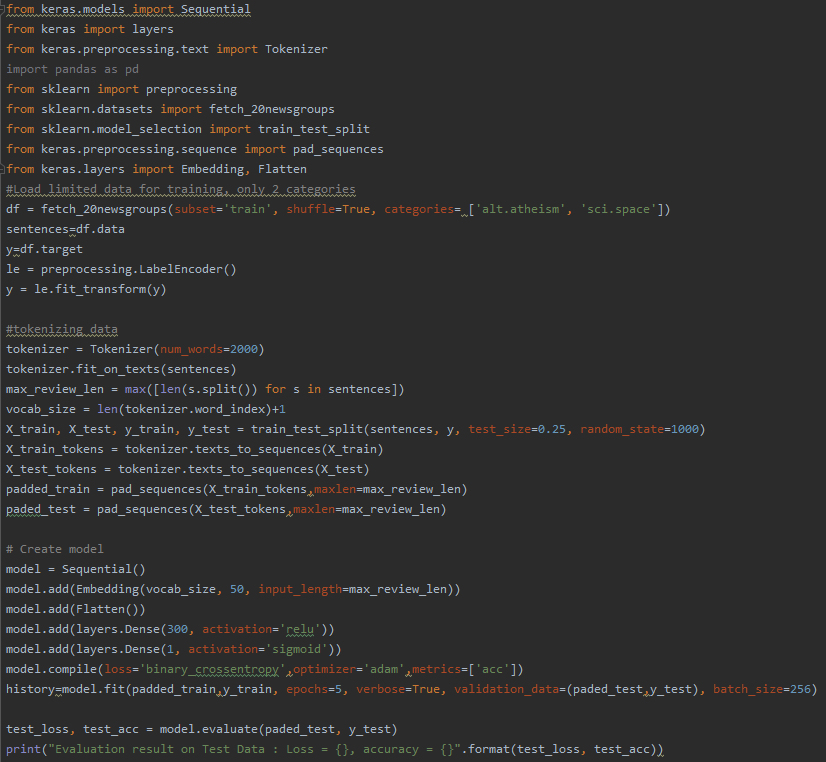 from keras.models import Sequential
from keras import layers
from keras.preprocessing.text import Tokenizer
import pandas as pd
from sklearn import preprocessing
from sklearn.datasets import fetch_20newsgroups
from sklearn.model_selection import train_test_split
from keras.preprocessing.sequence import pad_sequences
from keras.layers import Embedding, Flatten
#Load limited data for training, only 2 categories
df = fetch_20newsgroups(subset='train', shuffle=True, categories= ['alt.atheism', 'sci.space'])
sentences=df.data
y=df.target
le = preprocessing.LabelEncoder()
y = le.fit_transform(y)

#tokenizing data
tokenizer = Tokenizer(num_words=2000)
tokenizer.fit_on_texts(sentences)
max_review_len = max([len(s.split()) for s in sentences])
vocab_size = len(tokenizer.word_index)+1
X_train, X_test, y_train, y_test = train_test_split(sentences, y, test_size=0.25, random_state=1000)
X_train_tokens = tokenizer.texts_to_sequences(X_train)
X_test_tokens = tokenizer.texts_to_sequences(X_test)
padded_train = pad_sequences(X_train_tokens,maxlen=max_review_len)
paded_test = pad_sequences(X_test_tokens,maxlen=max_review_len)

# Create model
model = Sequential()
model.add(Embedding(vocab_size, 50, input_length=max_review_len))
model.add(Flatten())
model.add(layers.Dense(300, activation='relu'))
model.add(layers.Dense(1, activation='sigmoid'))
model.compile(loss='binary_crossentropy',optimizer='adam',metrics=['acc'])
history=model.fit(padded_train,y_train, epochs=5, verbose=True, validation_data=(paded_test,y_test), batch_size=256)

test_loss, test_acc = model.evaluate(paded_test, y_test)
print("Evaluation result on Test Data : Loss = {}, accuracy = {}".format(test_loss, test_acc))